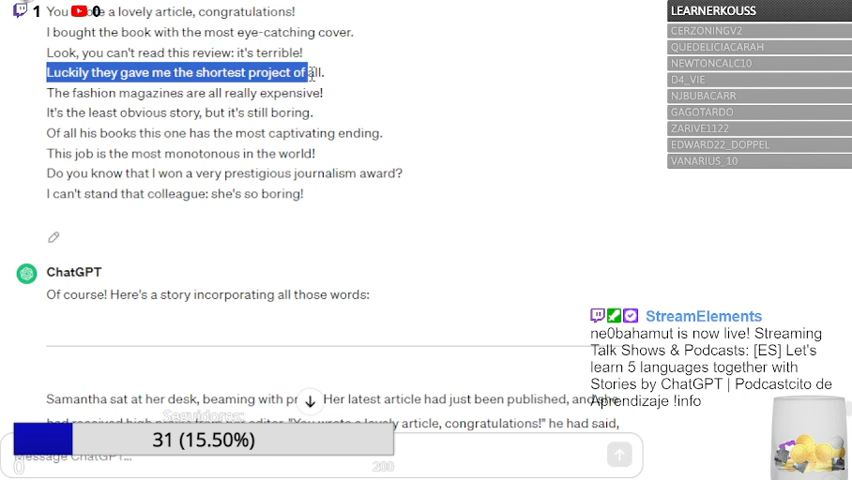 1 0
You wrote a lovely article, congratulations!
I bought the book with the most eye-catching cover.
Look, you can't read this review: it's terrible!
Luckily they gave me the shortest project of all.
The fashion magazines are all really expensive!
It's the least obvious story, but it's still boring.
Of all his books this one has the most captivating ending.
This job is the most monotonous in the world!
Do you know that I won a very prestigious journalism award?
I can't stand that colleague: she's so boring!
ChatGPT
Of course! Here's a story incorporating all those words:
Samantha sat at her desk, beaming with Her latest article had just been published, and she
had received high praise from her editor. "You wrote a lovely article, congratulations!" he had said,
Seguidores:
31 (15.50%)
0 200
Message ChatGPT...
LEARNERKOUSS
CERZONINGV2
QUEDELICIACARAH
NEWTONCALC10
D4_VIE
NJBUBACARR
GAGOTARDO
ZARIVE1122
EDWARD22_DOPPEL
VANARIUS_10
StreamElements
ne0bahamut is now live! Streaming
Talk Shows & Podcasts: [ES] Let's
learn 5 languages together with
Stories by ChatGPT | Podcastcito de
Aprendizaje !info